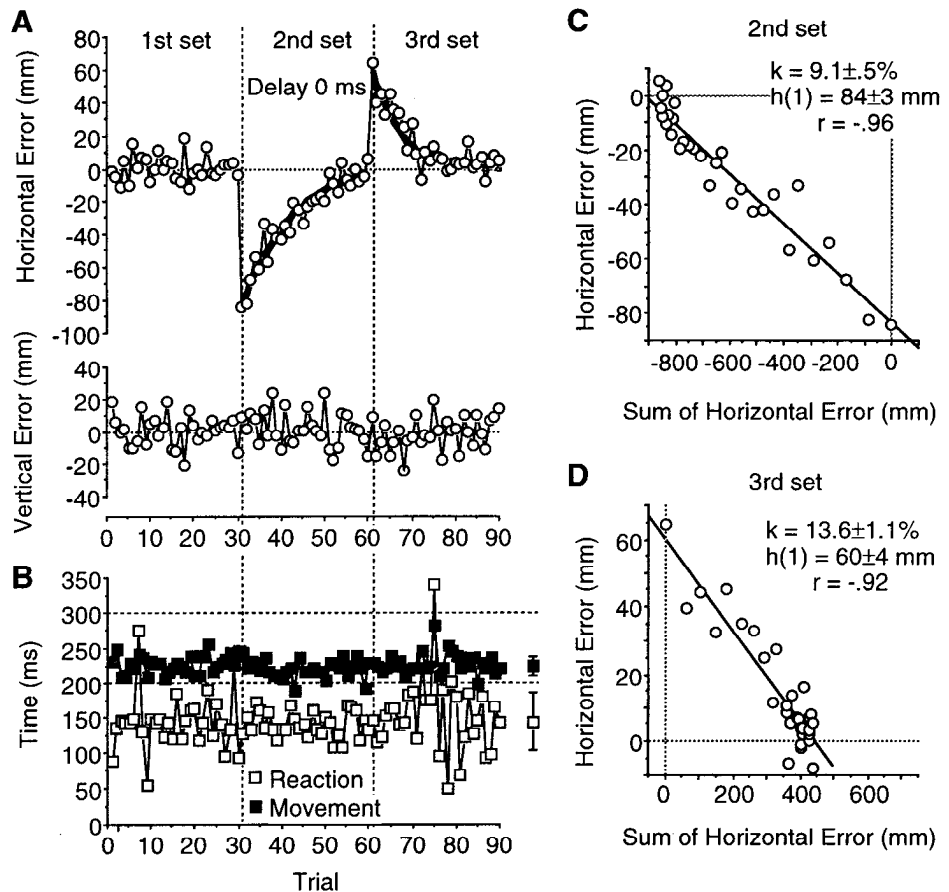 A
1st set
2nd set
3rd set
Delay 0 ms
Horizontal Error (mm)
80
60
40
20
0
-20
-40
-60
-80
-100
Vertical Error (mm)
40
20
0
-20
-40
0 10 20 30 40 50 60 70 80 90
B
Time (ms)
350
300
250
200
150
100
50
0
Reaction
Movement
0 10 20 30 40 50 60 70 80 90
Trial
C
2nd set
k = 9.1±.5%
h(1) = 84±3 mm
r = -.96
Horizontal Error (mm)
0
-20
-40
-60
-80
-800 -600 -400 -200 0
Sum of Horizontal Error (mm)
D
3rd set
k = 13.6±1.1%
h(1) = 60±4 mm
r = -.92
Horizontal Error (mm)
60
40
20
0
0 200 400 600
Sum of Horizontal Error (mm)